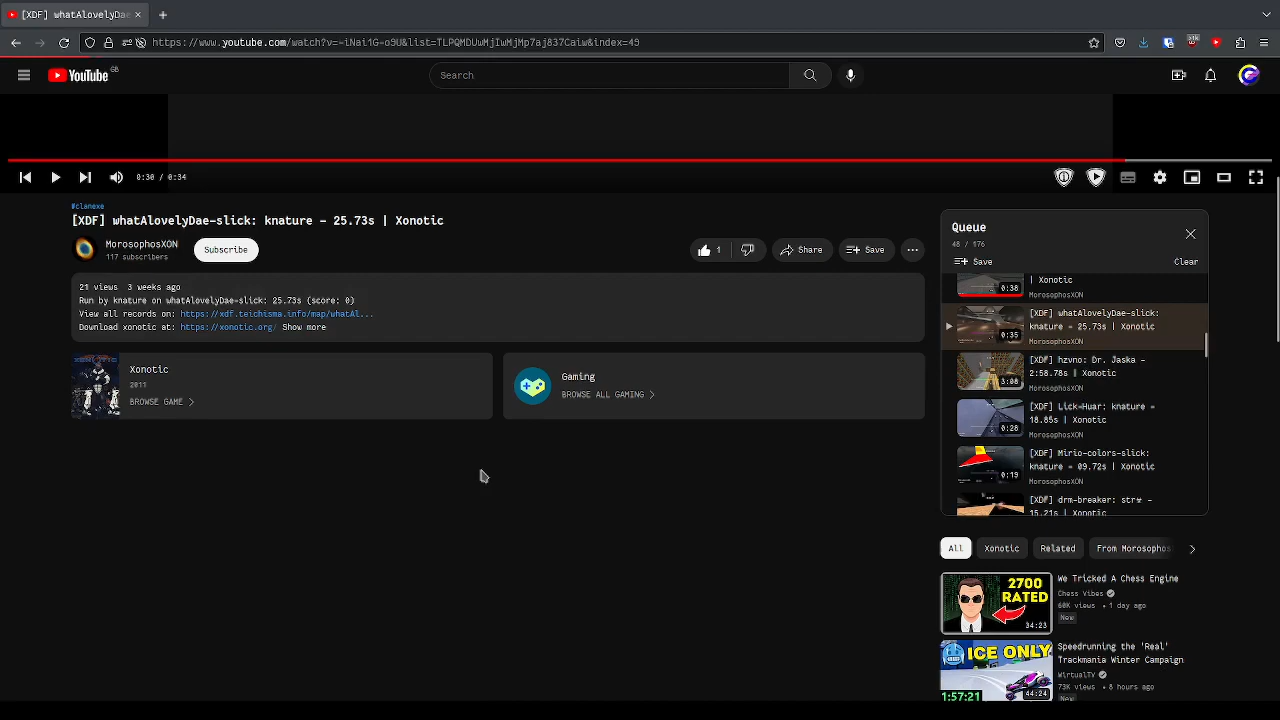 [XDF] whatAlovelyDae
https://www.youtube.com/watch?v=-iNai1G-o9U&list=TLPQMDUwMjIwMjMp7aj837Caiw&index=49
51K
YouTube GB
Search
0:30 / 0:34
#clanexe
[XDF] whatAlovelyDae-slick: knature - 25.73s | Xonotic
MorosophosXON
117 subscribers
Subscribe
1
Share
Save
21 views 3 weeks ago
Run by knature on whatAlovelyDae-slick: 25.73s (score: 0)
View all records on: https://xdf.teichisma.info/map/whatAl...
Download xonotic at: https://xonotic.org/ Show more
Xonotic
2011
BROWSE GAME
Gaming
BROWSE ALL GAMING
Queue
48 / 176
Save
Clear
| Xonotic
0:38
MorosophosXON
[XDF] whatAlovelyDae-slick:
knature - 25.73s | Xonotic
0:35
MorosophosXON
[XDF] hzvno: Dr. Jaska -
2:58.78s | Xonotic
3:08
MorosophosXON
[XDF] Lick-Huar: knature -
18.85s | Xonotic
0:28
MorosophosXON
[XDF] Mirio-colors-slick:
knature - 09.72s | Xonotic
0:19
MorosophosXON
[XDF] drm-breaker: str☣ -
15.21s | Xonotic
All
Xonotic
Related
From Morosophos
2700
RATED
34:23
We Tricked A Chess Engine
Chess Vibes
60K views • 1 day ago
New
ICE ONLY
1:57:21
44:24
Speedrunning the 'Real'
Trackmania Winter Campaign
WirtualTV
73K views • 8 hours ago
New